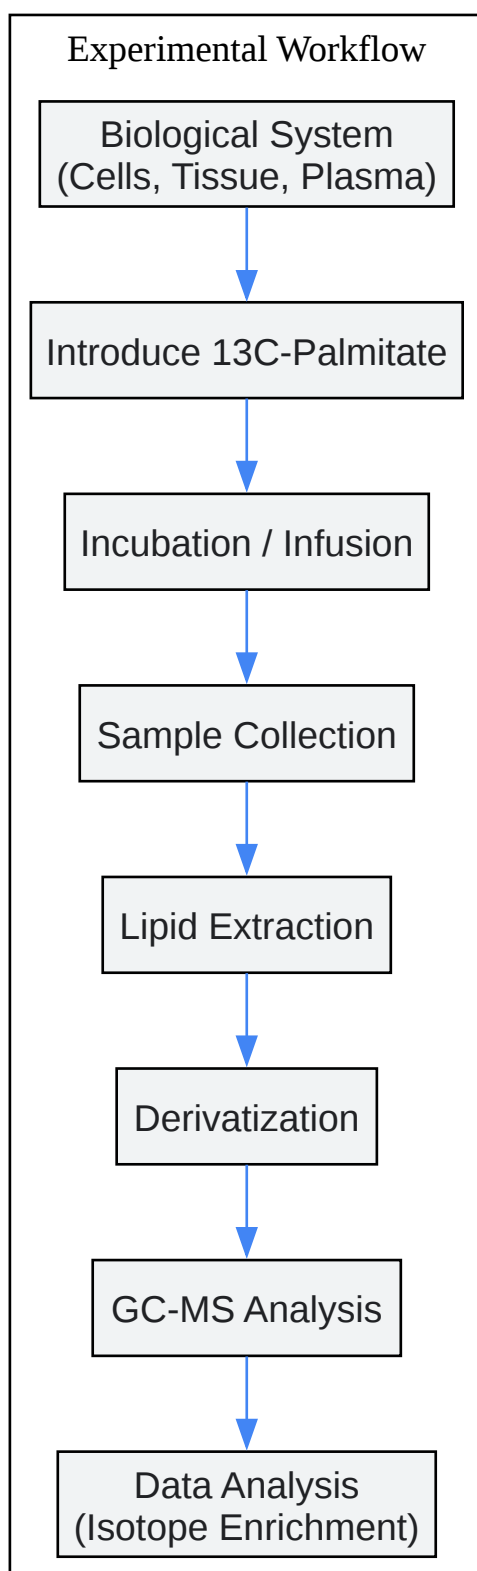 Experimental Workflow
Biological System
(Cells, Tissue, Plasma)
Introduce 13C-Palmitate
Incubation / Infusion
Sample Collection
Lipid Extraction
Derivatization
GC-MS Analysis
Data Analysis
(Isotope Enrichment)